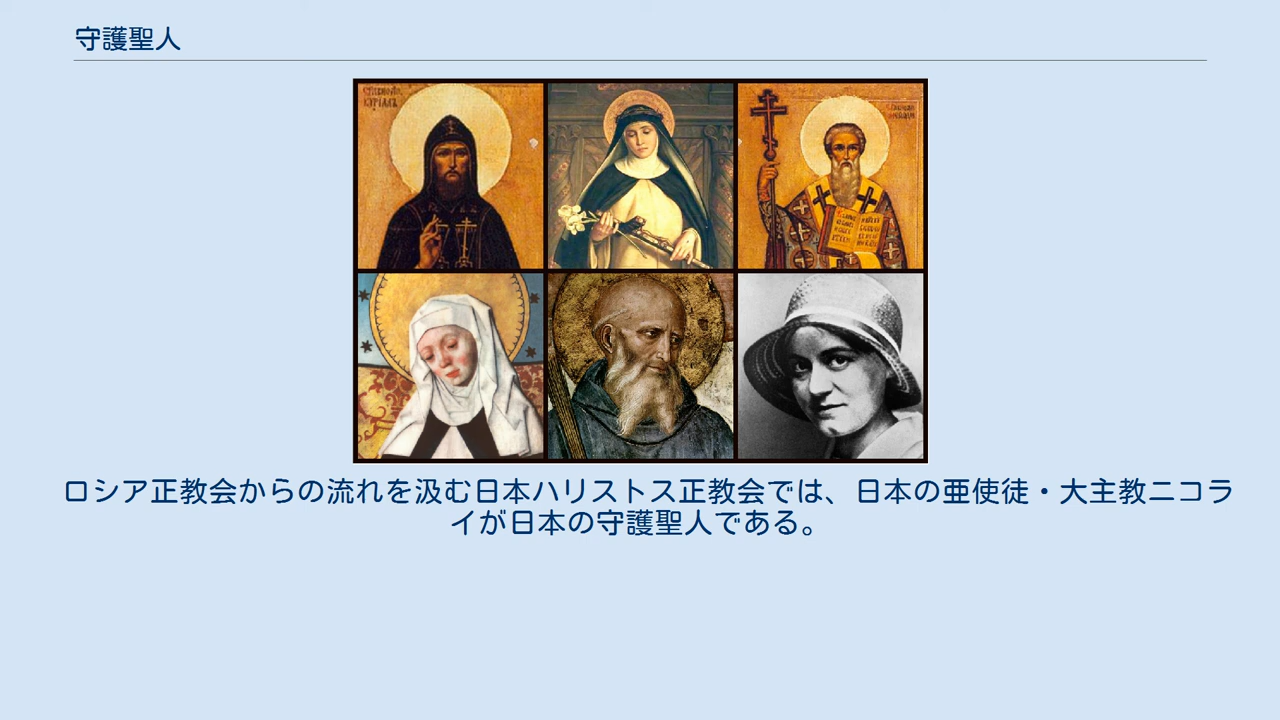 守護聖人
ロシア正教会からの流れを汲む日本ハリストス正教会では、日本の亜使徒・大主教ニコラ
イが日本の守護聖人である。